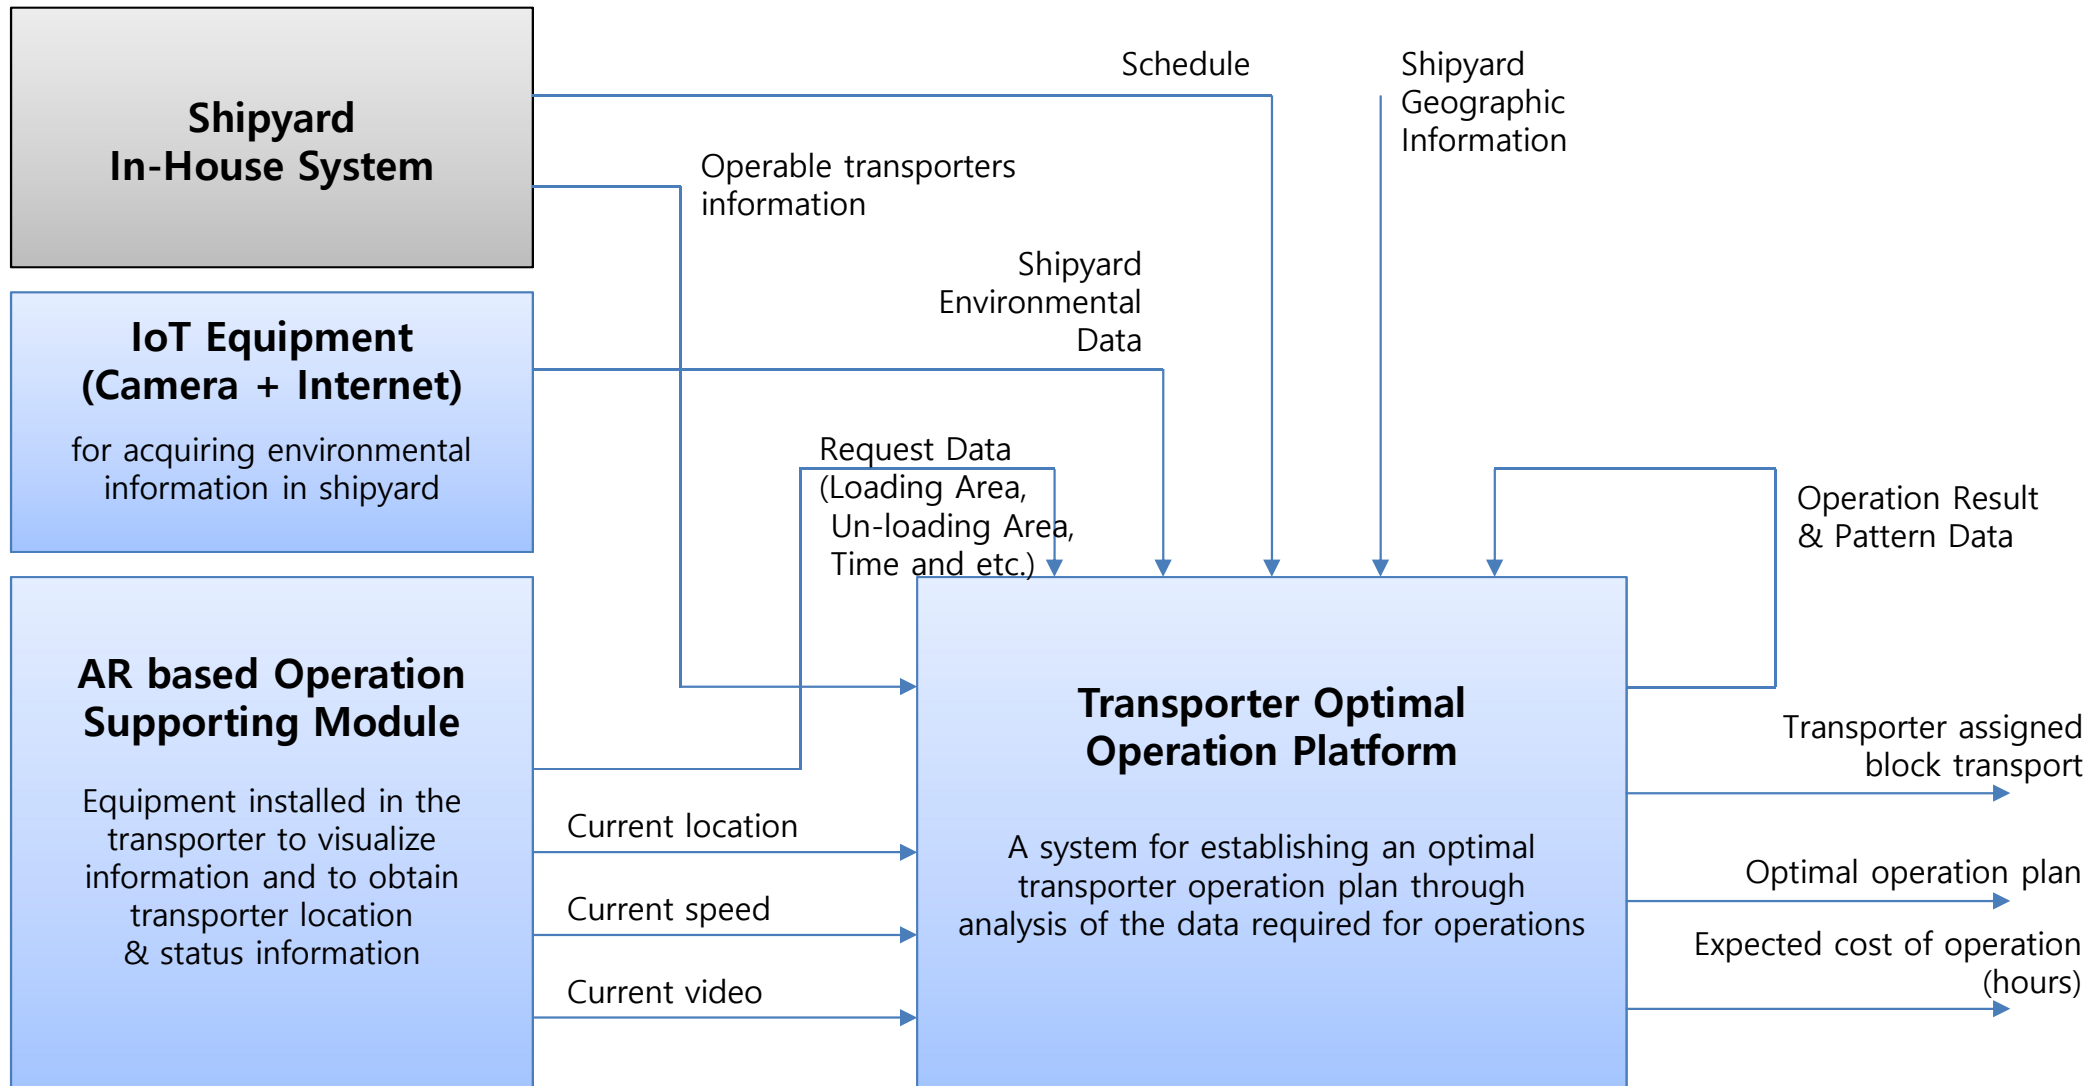 Shipyard
In-House System
IoT Equipment
(Camera + Internet)
for acquiring environmental
information in shipyard
AR based Operation
Supporting Module
Equipment installed in the
transporter to visualize
information and to obtain
transporter location
& status information
Schedule
Shipyard
Geographic
Information
Operable transporters
information
Shipyard
Environmental
Data
Request Data
(Loading Area,
Un-loading Area,
Time and etc.)
Operation Result
& Pattern Data
Current location
Current speed
Current video
Transporter Optimal
Operation Platform
A system for establishing an optimal
transporter operation plan through
analysis of the data required for operations
Transporter assigned
block transport
Optimal operation plan
Expected cost of operation
(hours)